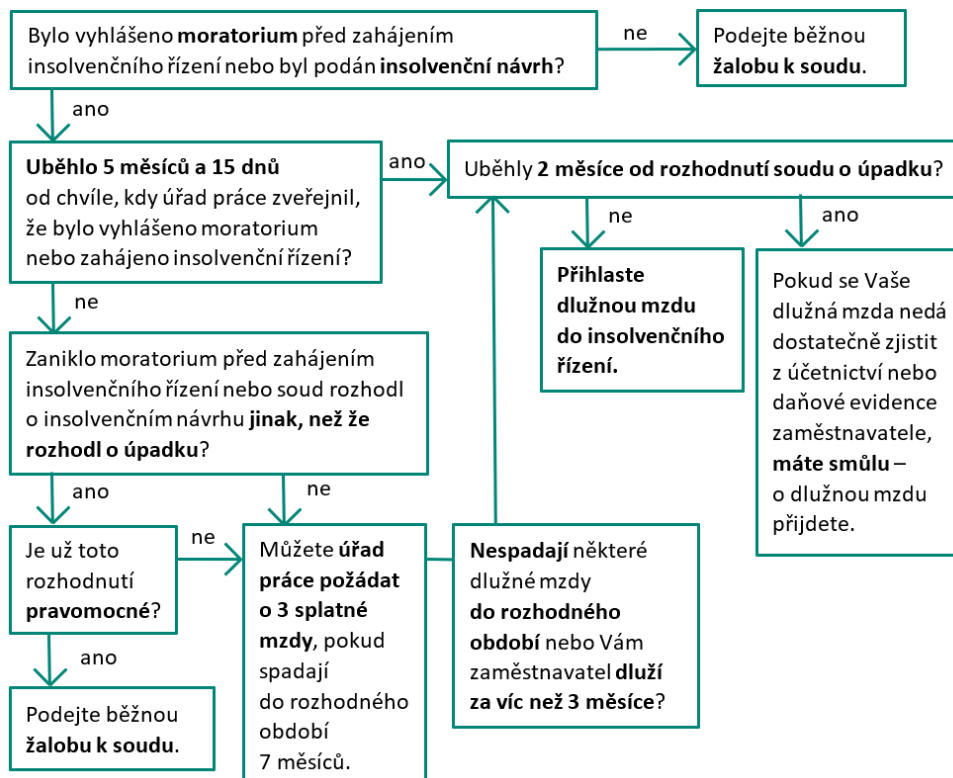 Bylo vyhlášeno moratorium před zahájením
insolvenčního řízení nebo byl podán insolvenční návrh?
ne
Podejte běžnou
žalobu k soudu.
ano
Uběhlo 5 měsíců a 15 dnů
od chvíle, kdy úřad práce zveřejnil,
že bylo vyhlášeno moratorium
nebo zahájeno insolvenční řízení?
ano
Uběhly 2 měsíce od rozhodnutí soudu o úpadku?
ne
Přihlaste
dlužnou mzdu
do insolvenčního
řízení.
ano
Pokud se Vaše
dlužná mzda nedá
dostatečně zjistit
z účetnictví nebo
daňové evidence
zaměstnavatele,
máte smůlu –
o dlužnou mzdu
přijdete.
ne
Zaniklo moratorium před zahájením
insolvenčního řízení nebo soud rozhodl
o insolvenčním návrhu jinak, než že
rozhodl o úpadku?
ano
ne
Je už toto
rozhodnutí
pravomocné?
ne
Můžete úřad
práce požádat
o 3 splatné
mzdy, pokud
spadají
do rozhodného
období
7 měsíců.
Nespadají některé
dlužné mzdy
do rozhodného
období nebo Vám
zaměstnavatel dluží
za víc než 3 měsíce?
ano
Podejte běžnou
žalobu k soudu.